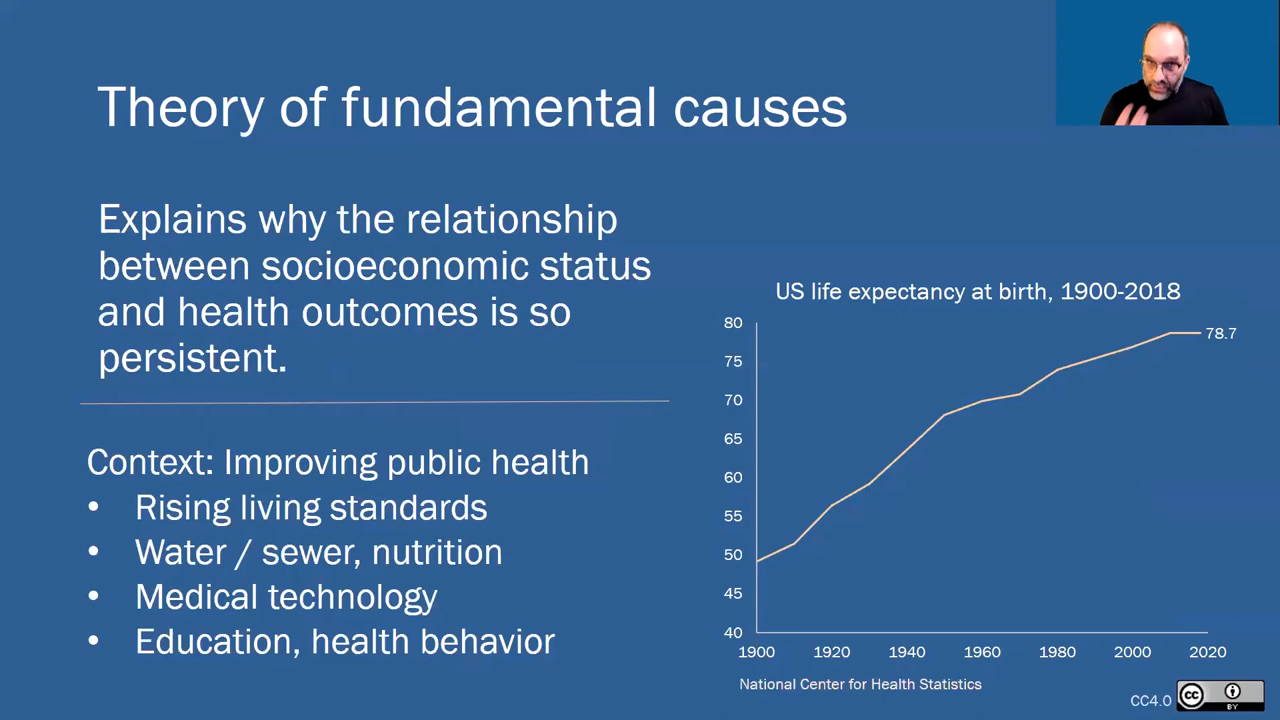 Theory of fundamental causes
Explains why the relationship
between socioeconomic status
and health outcomes is so
persistent.
Context: Improving public health
• Rising living standards
• Water / sewer, nutrition
• Medical technology
• Education, health behavior
US life expectancy at birth, 1900-2018
80
75
70
65
60
55
50
45
40
78.7
1900 1920 1940 1960 1980 2000 2020
National Center for Health Statistics
CC4.0
cc
BY